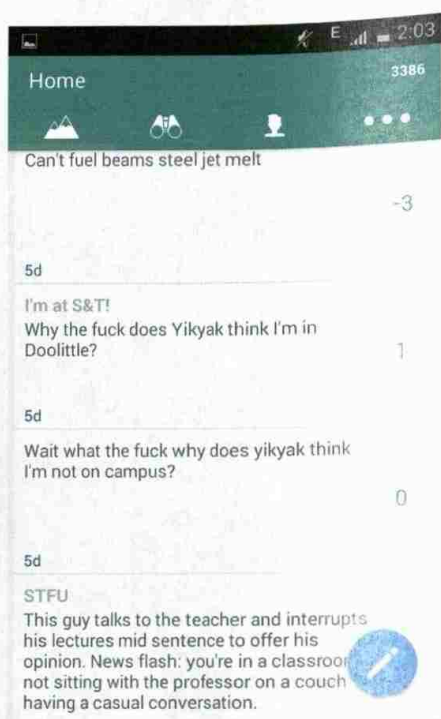 E 2:03
Home 3386
Can't fuel beams steel jet melt
-3
5d
I'm at S&T!
Why the fuck does Yikyak think I'm in
Doolittle?
1
5d
Wait what the fuck why does yikyak think
I'm not on campus?
0
5d
STFU
This guy talks to the teacher and interrupts
his lectures mid sentence to offer his
opinion. News flash: you're in a classroom
not sitting with the professor on a couch
having a casual conversation.